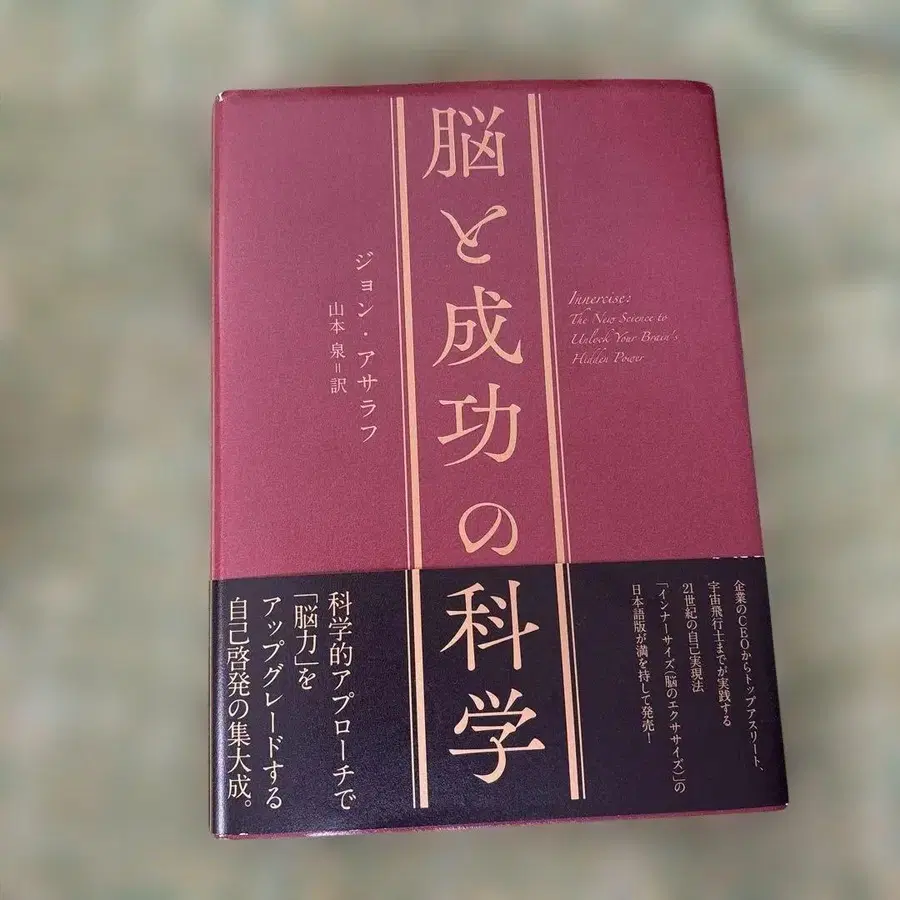 脳と成功の科学
Innercise:
The New Science to
Unlock Your Brain's
Hidden Power
ジョン・アサラフ
山本 泉=訳
企業のCEOからトップアスリート、
宇宙飛行士までが実践する
21世紀の自己実現法
「インナーサイズ(脳のエクササイズ)」の
日本語版が満を持して発売!
科学的アプローチで
「脳力」を
アップグレードする
自己啓発の集大成。